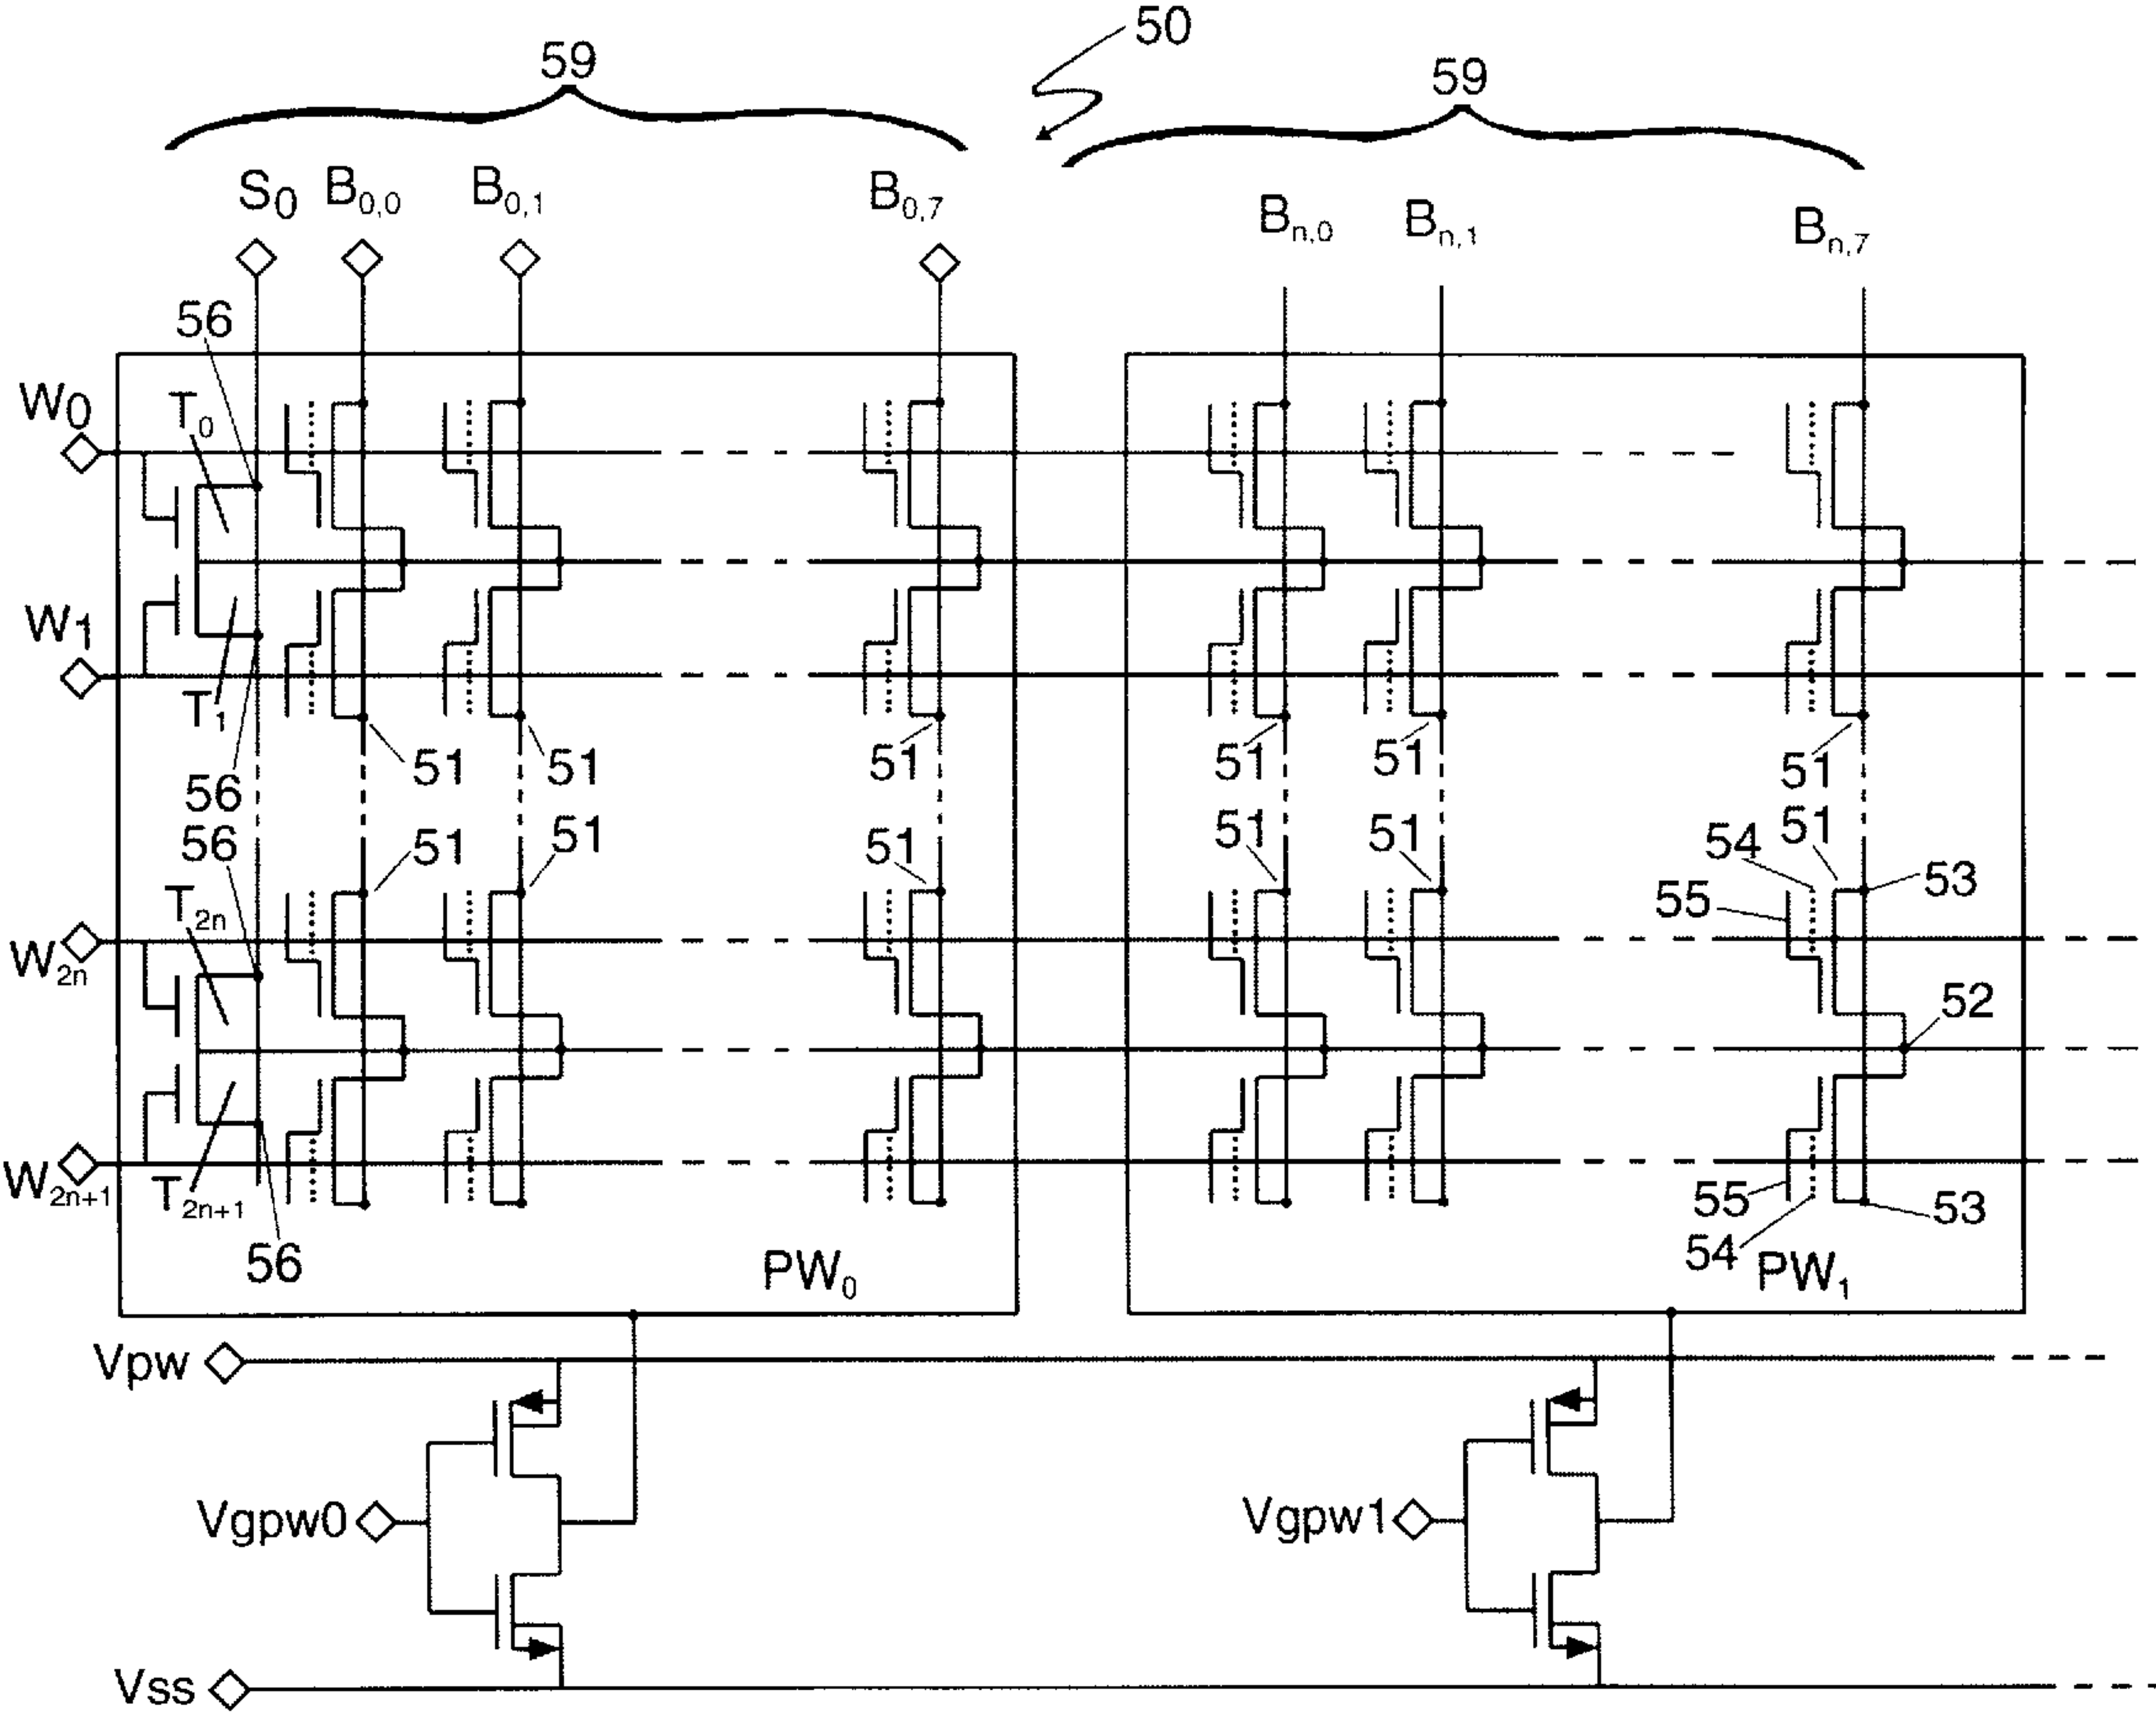 50
59 59
S0 B0,0 B0,1 B0,7 Bn,0 Bn,1 Bn,7
56
W0 T0
W1
T1
56 51 51 51 51 51 51
56 51 51 51 51 51 54 51 53
T2n 55
W2n
52
W2n+1 T2n+1 55 53
56 PW0 54 PW1
Vpw
Vgpw0 Vgpw1
Vss